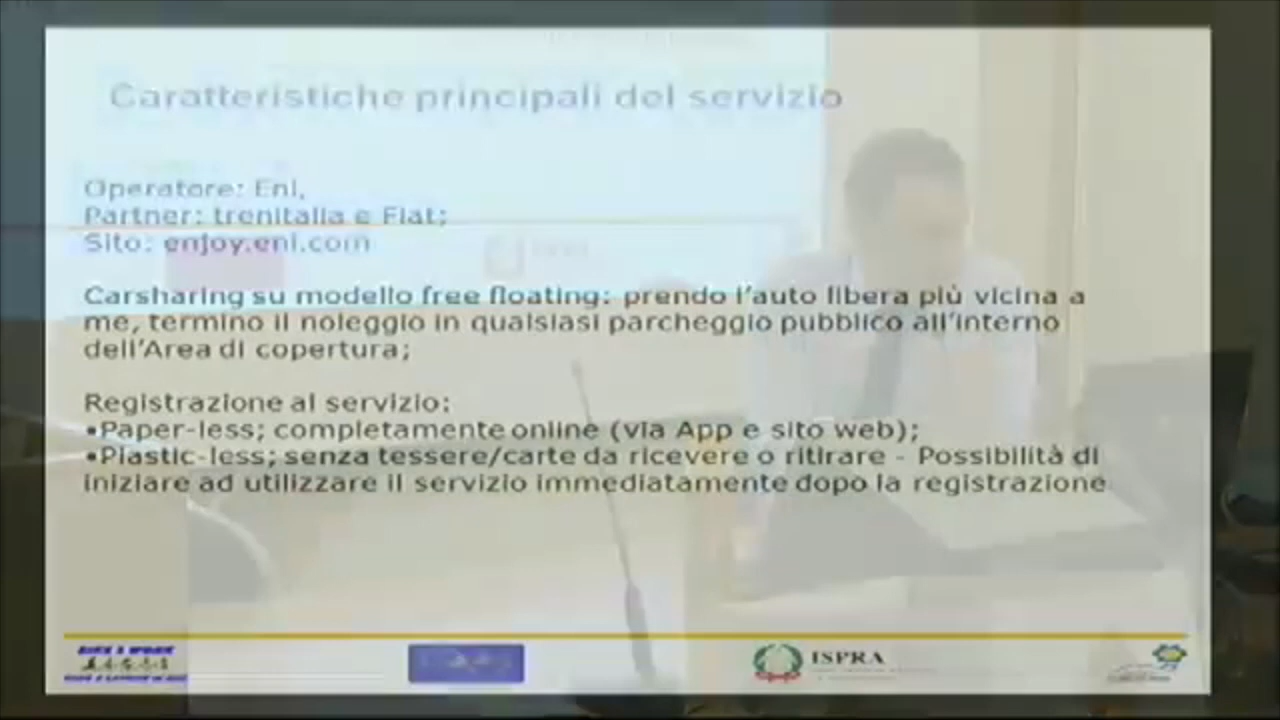 Caratteristiche principali del servizio
Operatore: Eni,
Partner: trenitalia e Fiat;
Sito: enjoy.eni.com
Carsharing su modello free floating: prendo l'auto libera più vicina a
me, termino il noleggio in qualsiasi parcheggio pubblico all'interno
dell'Area di copertura;
Registrazione al servizio:
•Paper-less; completamente online (via App e sito web);
•Plastic-less; senza tessere/carte da ricevere o ritirare - Possibilità di
iniziare ad utilizzare il servizio immediatamente dopo la registrazione
BIKE 2 WORK
ISPRA